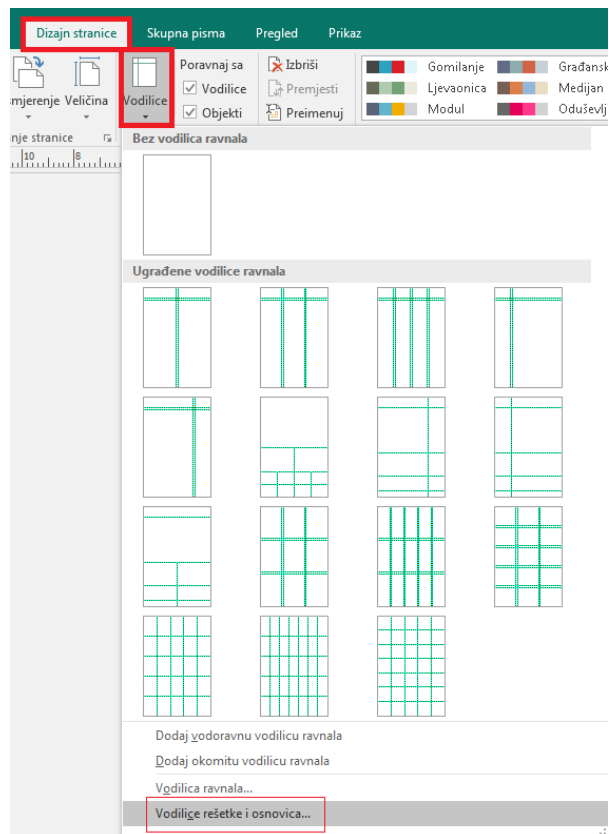 Dizajn stranice Skupna pisma Pregled Prikaz
Poravnaj sa Izbriši Gomilanje Građansk
smjerenje Veličina Vodilice Vodilice Premjesti Ljevaonica Medijan
Objekti Preimenuj Modul Oduševlj
nje stranice
10 8
Bez vodilica ravnala
Ugrađene vodilice ravnala
Dodaj vodoravnu vodilicu ravnala
Dodaj okomitu vodilicu ravnala
Vodilica ravnala...
Vodilice rešetke i osnovica...